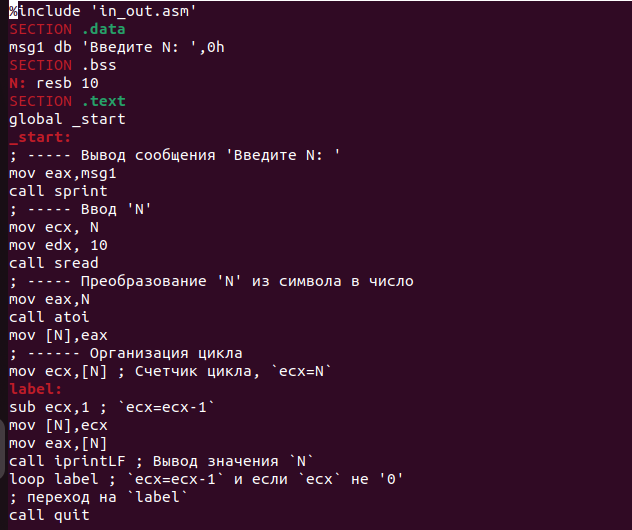 %include 'in_out.asm'
SECTION .data
msg1 db 'Введите N: ',0h
SECTION .bss
N: resb 10
SECTION .text
global _start
_start:
; ----- Вывод сообщения 'Введите N: '
mov eax,msg1
call sprint
; ----- Ввод 'N'
mov ecx, N
mov edx, 10
call sread
; ----- Преобразование 'N' из символа в число
mov eax,N
call atoi
mov [N],eax
; ------ Организация цикла
mov ecx,[N] ; Счетчик цикла, `ecx=N`
label:
sub ecx,1 ; `ecx=ecx-1`
mov [N],ecx
mov eax,[N]
call iprintLF ; Вывод значения `N`
loop label ; `ecx=ecx-1` и если `ecx` не '0'
; переход на `label`
call quit